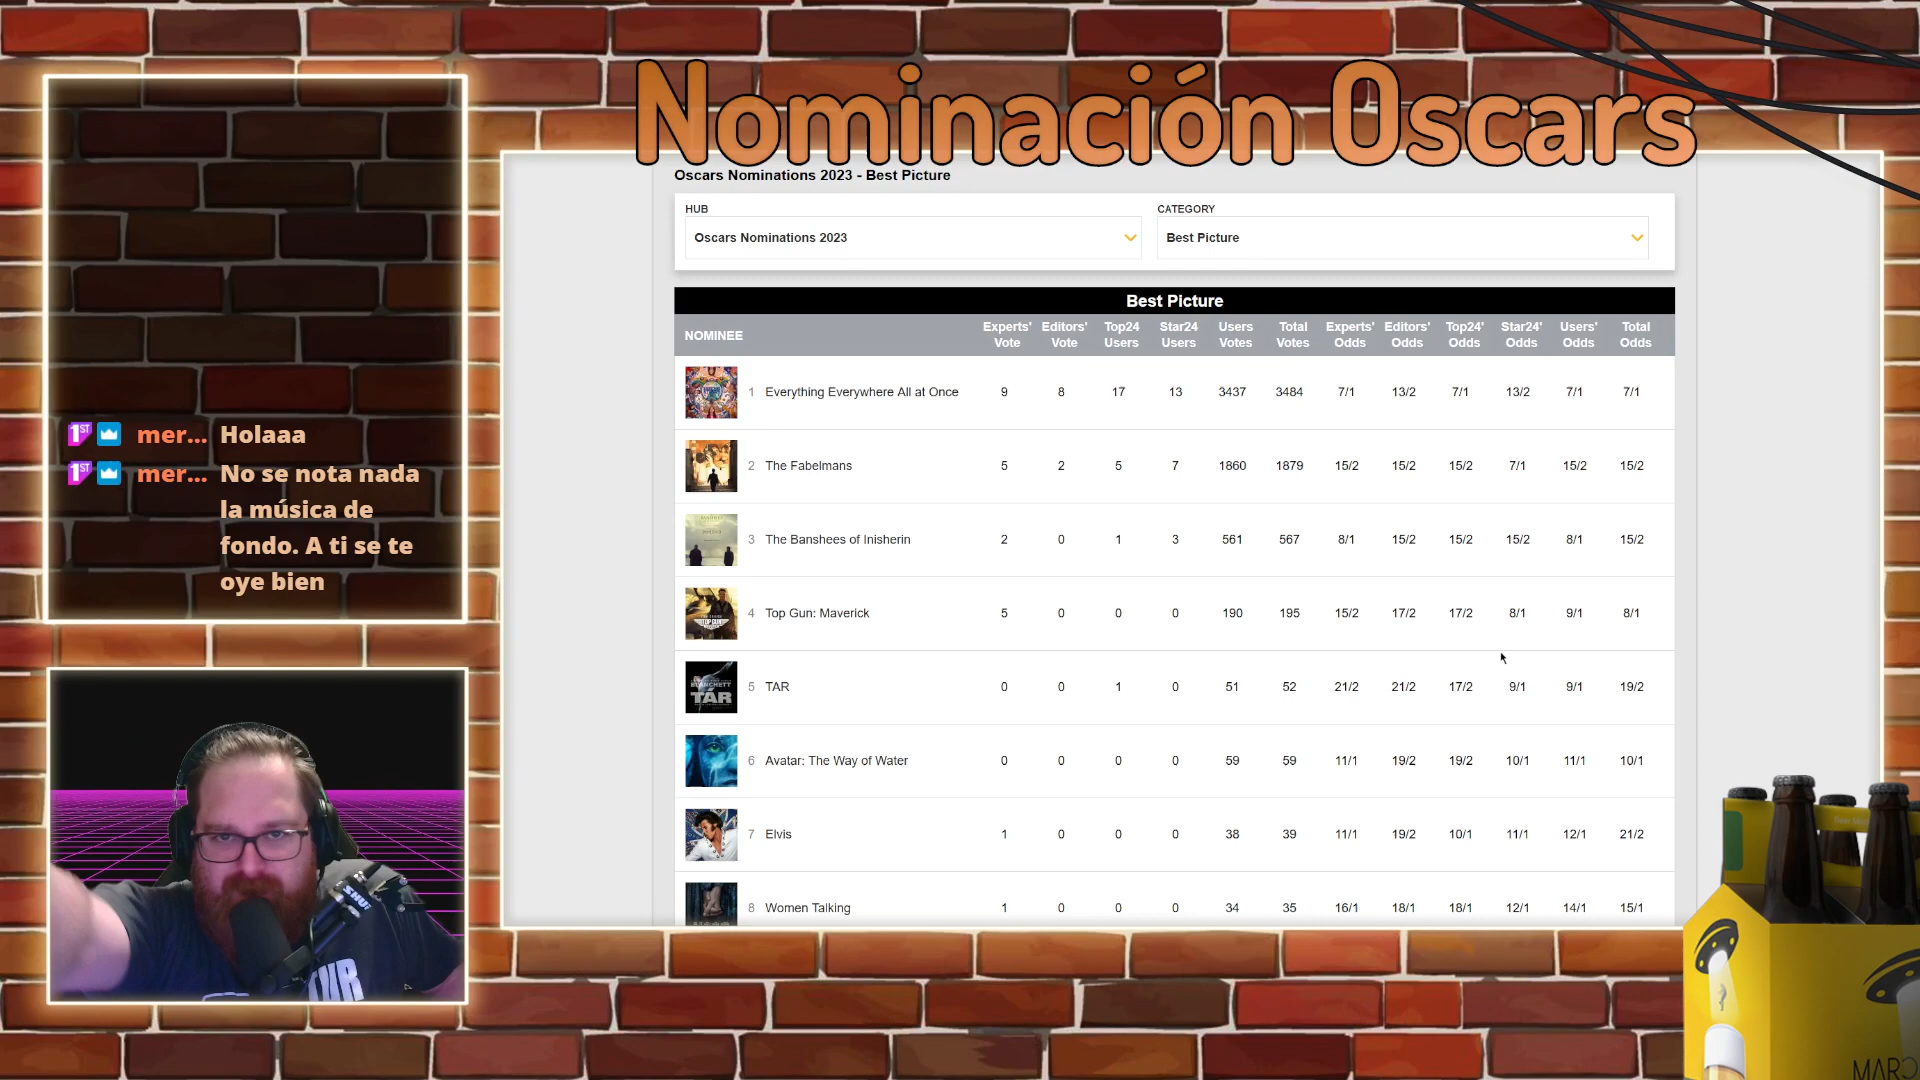 Nominación Oscars
Oscars Nominations 2023 - Best Picture
HUB
CATEGORY
Oscars Nominations 2023
Best Picture
Best Picture
NOMINEE Experts' Vote Editors' Vote Top24 Users Star24 Users Users Votes Total Votes Experts' Odds Editors' Odds Top24' Odds Star24' Odds Users' Odds Total Odds
1 Everything Everywhere All at Once 9 8 17 13 3437 3484 7/1 13/2 7/1 13/2 7/1 7/1
2 The Fabelmans 5 2 5 7 1860 1879 15/2 15/2 15/2 7/1 15/2 15/2
3 The Banshees of Inisherin 2 0 1 3 561 567 8/1 15/2 15/2 15/2 8/1 15/2
4 Top Gun: Maverick 5 0 0 0 190 195 15/2 17/2 17/2 8/1 9/1 8/1
5 TAR 0 0 1 0 51 52 21/2 21/2 17/2 9/1 9/1 19/2
6 Avatar: The Way of Water 0 0 0 0 59 59 11/1 19/2 19/2 10/1 11/1 10/1
7 Elvis 1 0 0 0 38 39 11/1 19/2 10/1 11/1 12/1 21/2
8 Women Talking 1 0 0 0 34 35 16/1 18/1 18/1 12/1 14/1 15/1
TOP GUN
TAR
1ST mer... Holaaa
1ST mer... No se nota nada
la música de
fondo. A ti se te
oye bien
SHU
MARC